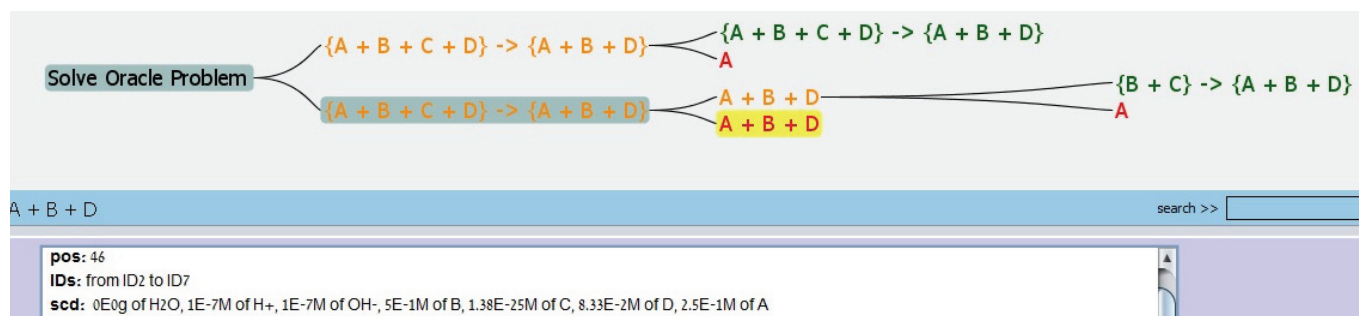 {A + B + C + D} -> {A + B + D}
A
{A + B + C + D} -> {A + B + D}
Solve Oracle Problem
{B + C} -> {A + B + D}
A + B + D
{A + B + C + D} -> {A + B + D}
A
A + B + D
A + B + D
search >>
pos: 46
IDs: from ID2 to ID7
scd: 0E0g of H2O, 1E-7M of H+, 1E-7M of OH-, 5E-1M of B, 1.38E-25M of C, 8.33E-2M of D, 2.5E-1M of A